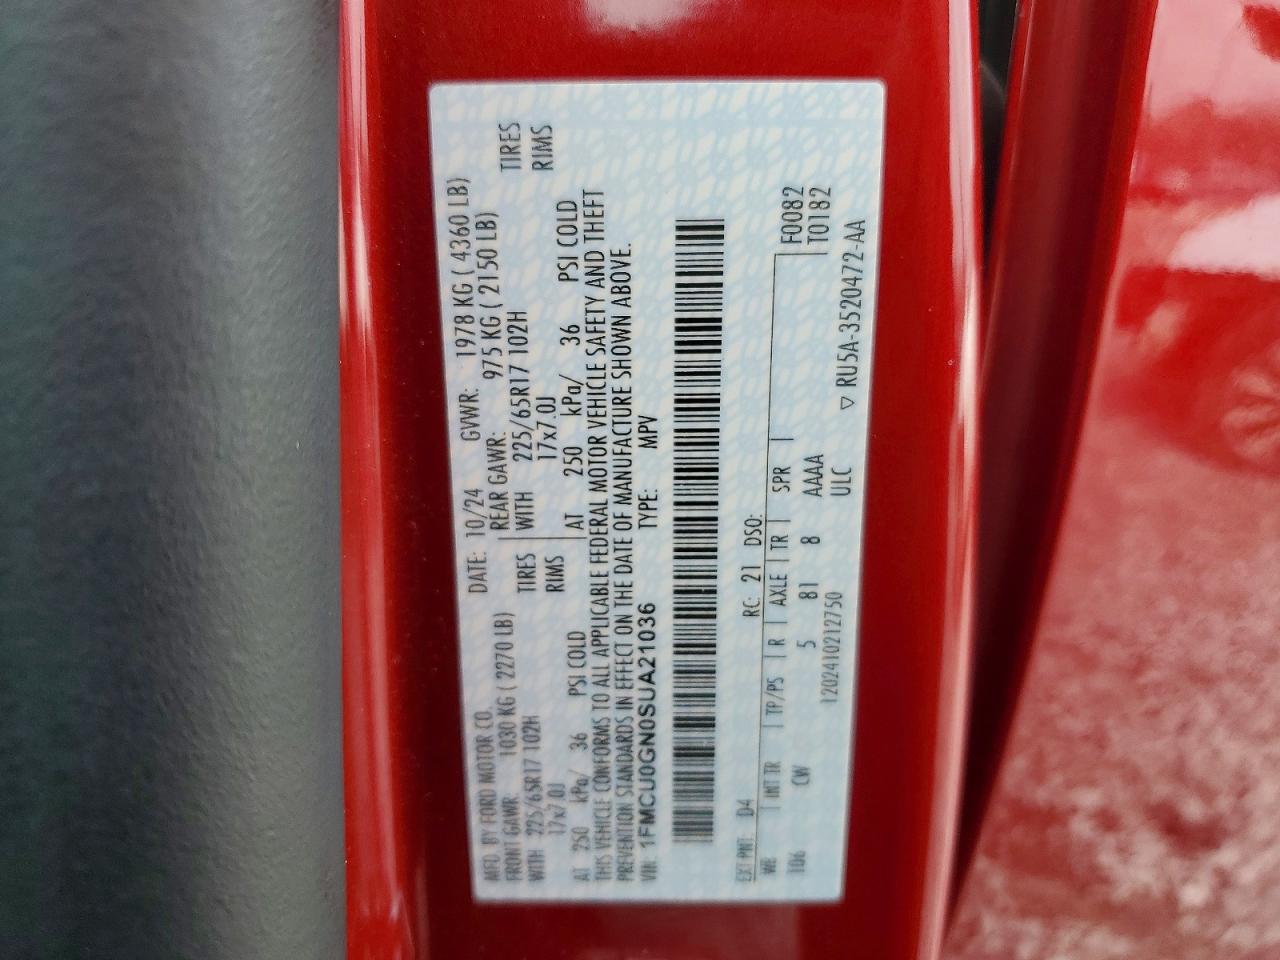 MFD. BY FORD MOTOR CO. DATE: 10/24 GVWR: 1978 KG ( 4360 LB)
FRONT GAWR: 1030 KG ( 2270 LB) REAR GAWR: 975 KG ( 2150 LB)
WITH 225/65R17 102H TIRES WITH 225/65R17 102H TIRES
17x7.0J RIMS 17x7.0J RIMS
AT 250 kPa/ 36 PSI COLD AT 250 kPa/ 36 PSI COLD
THIS VEHICLE CONFORMS TO ALL APPLICABLE FEDERAL MOTOR VEHICLE SAFETY AND THEFT
PREVENTION STANDARDS IN EFFECT ON THE DATE OF MANUFACTURE SHOWN ABOVE.
VIN: 1FMCU0GN0SUA21036 TYPE: MPV
EXT PNT: D4 RC: 21 DSO:
WB INT TR TP/PS R AXLE TR SPR F0082
106 CW 5 81 8 AAAA T0182
1202410212750 ULC
▽ RU5A-3520472-AA